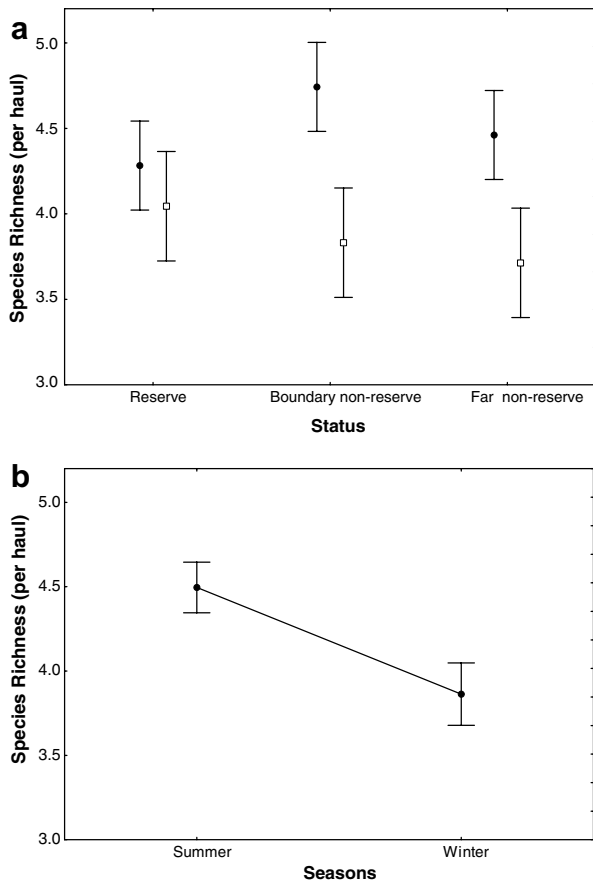 a
Species Richness (per haul)
5.0
4.5
4.0
3.5
3.0
Reserve
Boundary non-reserve
Far non-reserve
Status
b
Species Richness (per haul)
5.0
4.5
4.0
3.5
3.0
Summer
Winter
Seasons